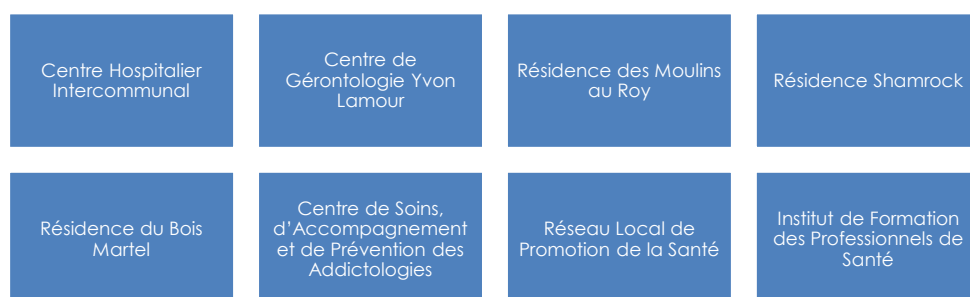 Centre Hospitalier
Intercommunal
Centre de
Gérontologie Yvon
Lamour
Résidence des Moulins
au Roy
Résidence Shamrock
Résidence du Bois
Martel
Centre de Soins,
d'Accompagnement
et de Prévention des
Addictologies
Réseau Local de
Promotion de la Santé
Institut de Formation
des Professionnels de
Santé